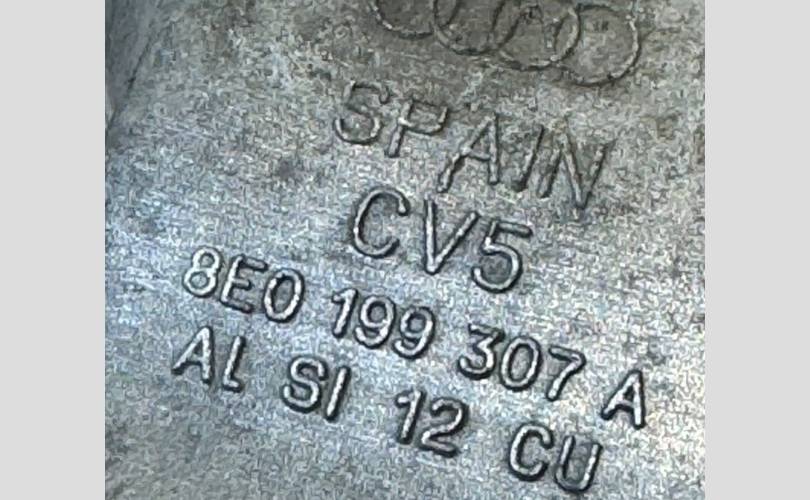 SPAIN
CV5
8E0 199 307 A
AL SI 12 CU